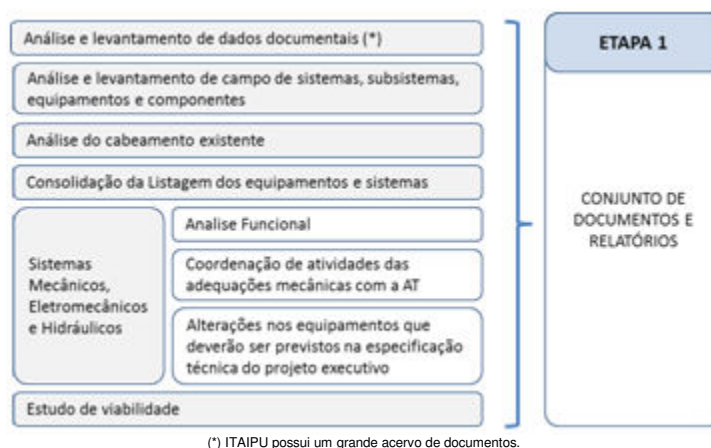 Análise e levantamento de dados documentais (*)
Análise e levantamento de campo de sistemas, subsistemas,
equipamentos e componentes
Análise do cabeamento existente
Consolidação da Listagem dos equipamentos e sistemas
Sistemas
Mecânicos,
Eletromecânicos
e Hidráulicos
Analise Funcional
Coordenação de atividades das
adequações mecânicas com a AT
Alterações nos equipamentos que
deverão ser previstos na especificação
técnica do projeto executivo
Estudo de viabilidade
ETAPA 1
CONJUNTO DE
DOCUMENTOS E
RELATÓRIOS
(*) ITAIPU possui um grande acervo de documentos.